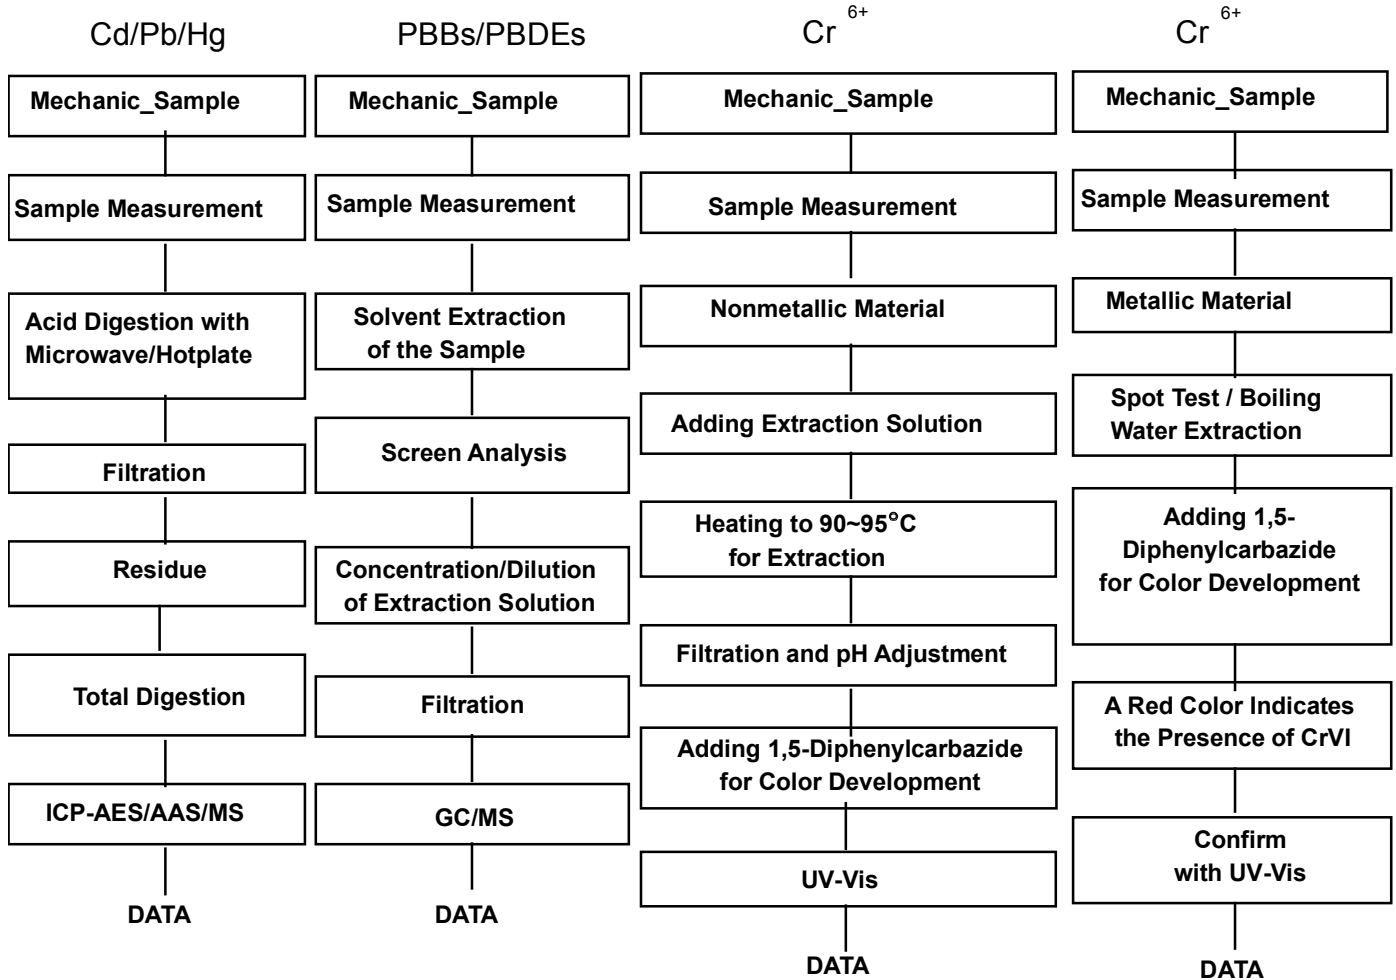 Cd/Pb/Hg
Mechanic_Sample
Sample Measurement
Acid Digestion with
Microwave/Hotplate
Filtration
Residue
Total Digestion
ICP-AES/AAS/MS
DATA
PBBs/PBDEs
Mechanic_Sample
Sample Measurement
Solvent Extraction
of the Sample
Screen Analysis
Concentration/Dilution
of Extraction Solution
Filtration
GC/MS
DATA
Cr 6+
Mechanic_Sample
Sample Measurement
Nonmetallic Material
Adding Extraction Solution
Heating to 90~95°C
for Extraction
Filtration and pH Adjustment
Adding 1,5-Diphenylcarbazide
for Color Development
UV-Vis
DATA
Cr 6+
Mechanic_Sample
Sample Measurement
Metallic Material
Spot Test / Boiling
Water Extraction
Adding 1,5-
Diphenylcarbazide
for Color Development
A Red Color Indicates
the Presence of CrVI
Confirm
with UV-Vis
DATA